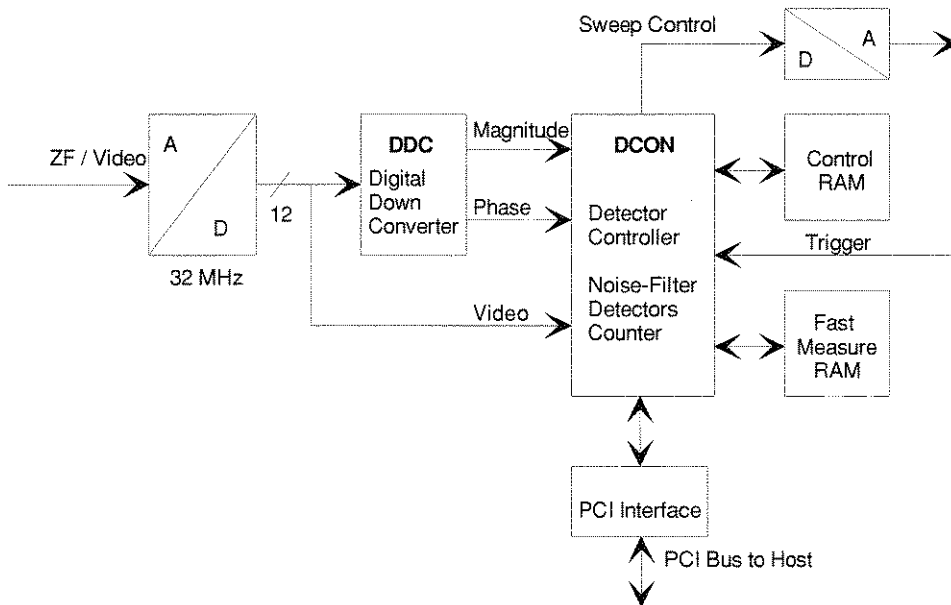 Sweep Control
A
D
ZF / Video
A
D
32 MHz
12
DDC
Digital
Down
Converter
Magnitude
Phase
Video
DCON
Detector
Controller
Noise-Filter
Detectors
Counter
Control
RAM
Trigger
Fast
Measure
RAM
PCI Interface
PCI Bus to Host